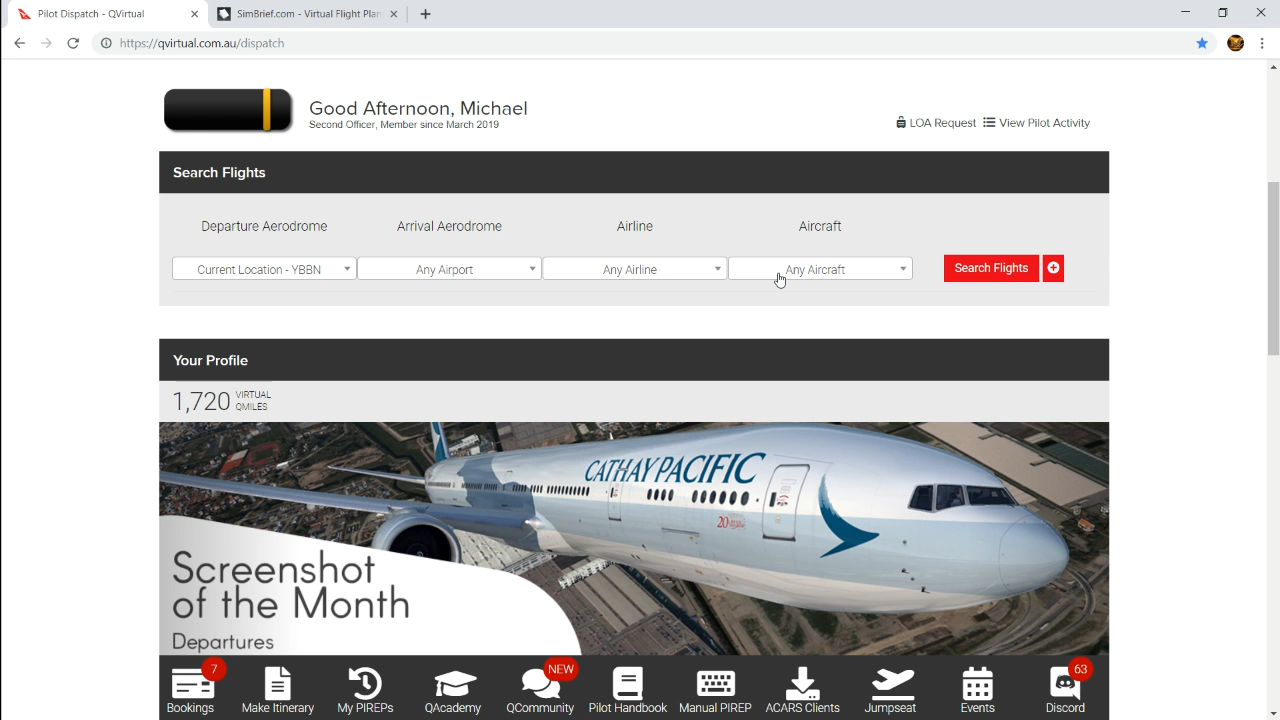 Pilot Dispatch - QVirtual
SimBrief.com - Virtual Flight Plan
https://qvirtual.com.au/dispatch
Good Afternoon, Michael
Second Officer, Member since March 2019
LOA Request View Pilot Activity
Search Flights
Departure Aerodrome Arrival Aerodrome Airline Aircraft
Current Location - YBBN Any Airport Any Airline Any Aircraft Search Flights
Your Profile
1,720 VIRTUAL
QMILES
CATHAY PACIFIC
20
Screenshot
of the Month
Departures
7 NEW 63
Bookings Make Itinerary My PIREPs QAcademy QCommunity Pilot Handbook Manual PIREP ACARS Clients Jumpseat Events Discord